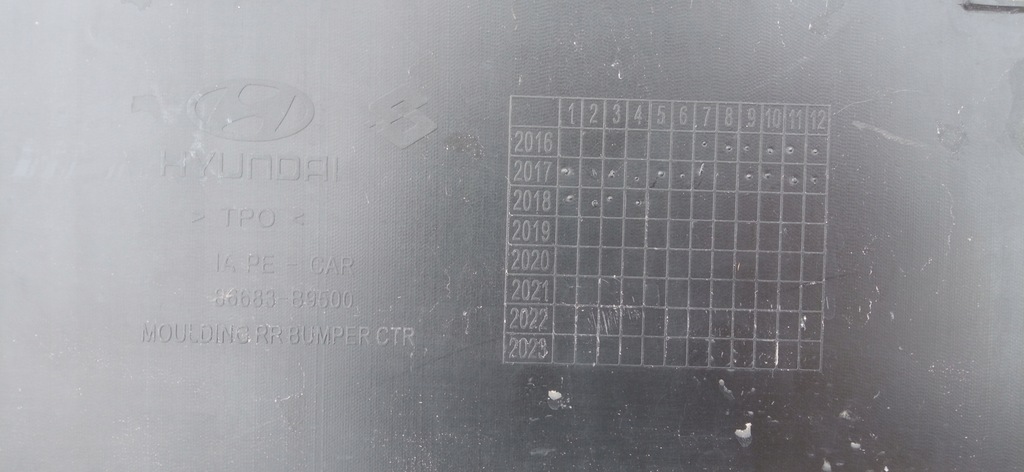 HYUNDAI
> TPO <
IA PE - CAR
86683-B9500
MOULDING RR BUMPER CTR
1 2 3 4 5 6 7 8 9 10 11 12
2016
2017
2018
2019
2020
2021
2022
2023